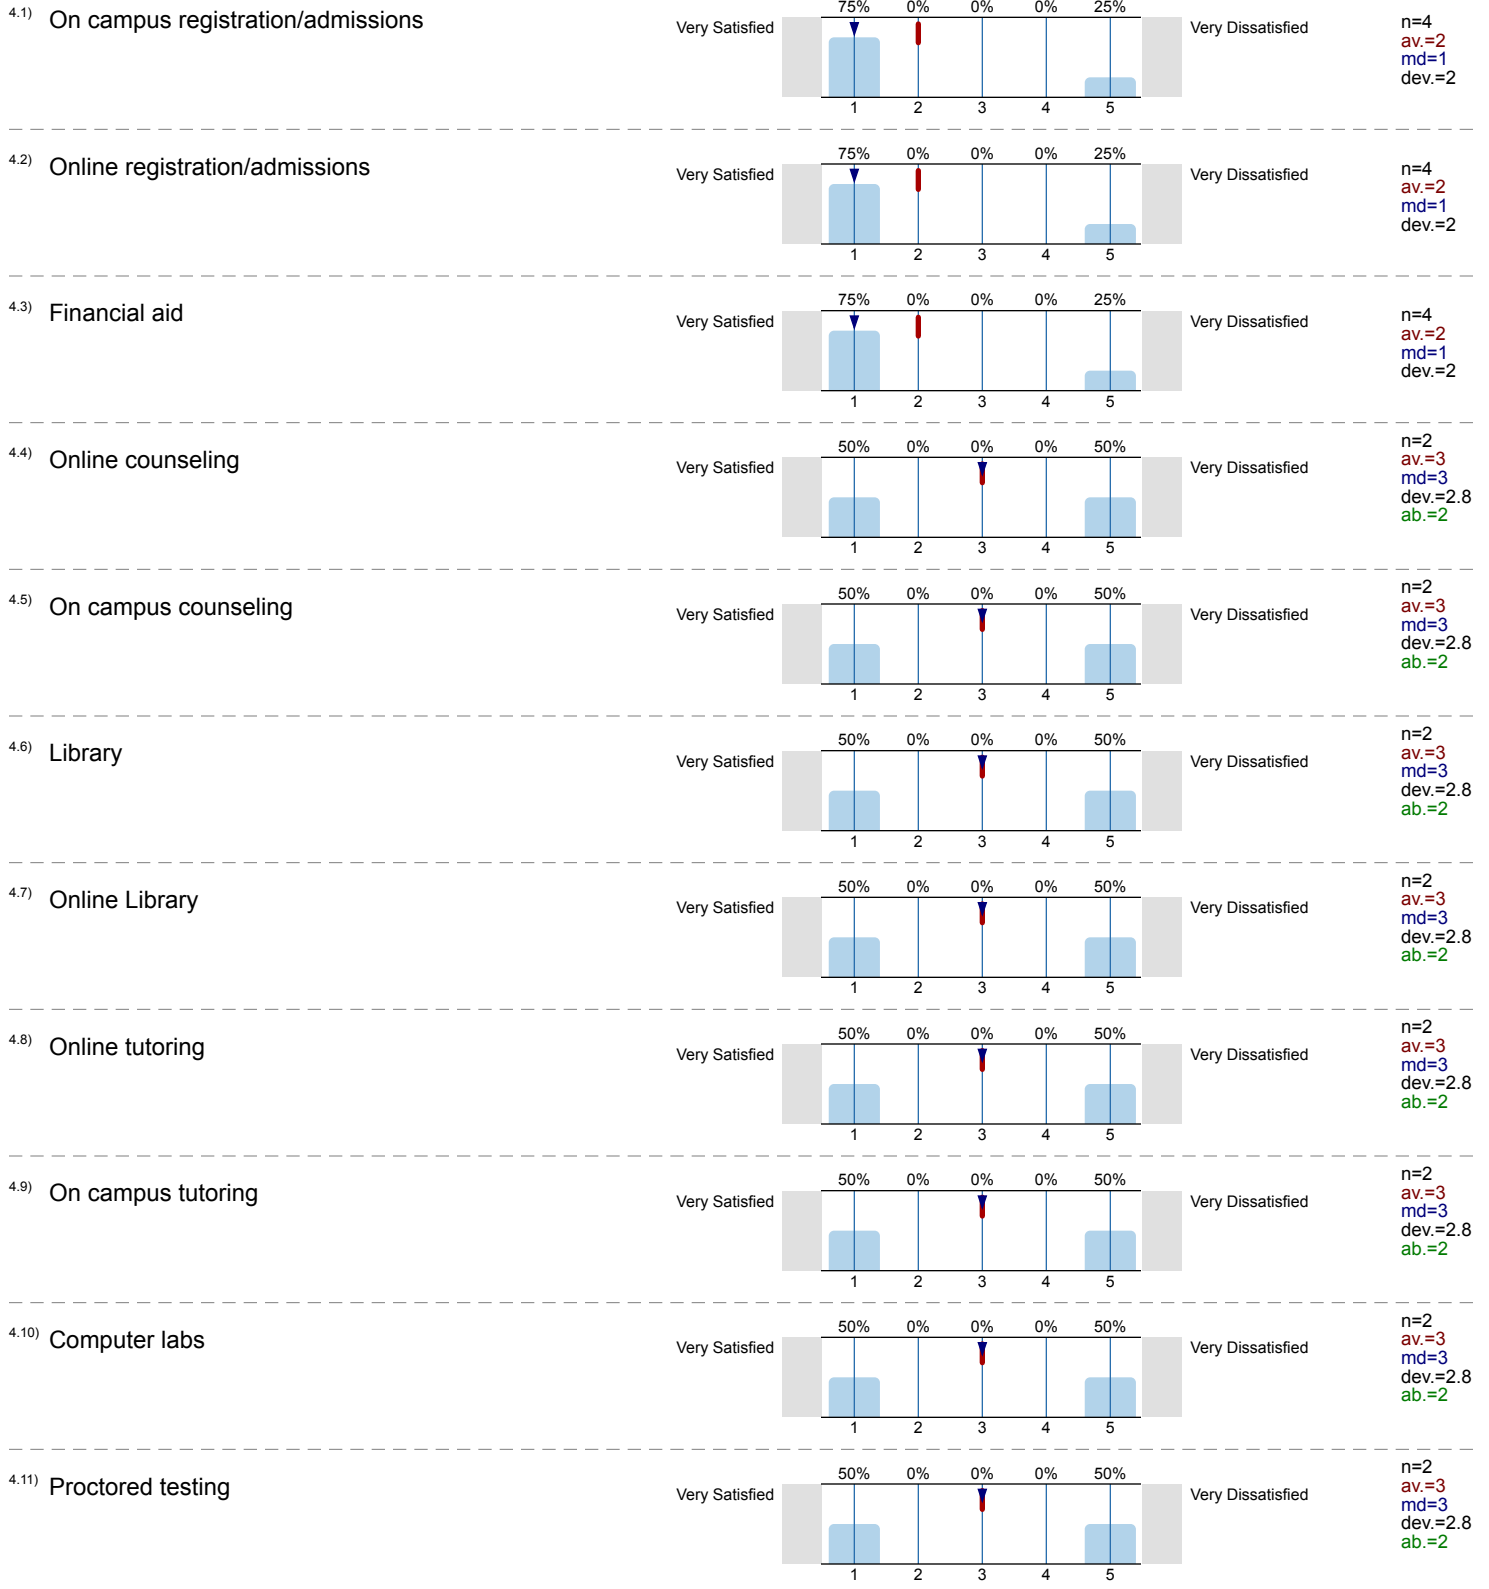 4.1) On campus registration/admissions
75% 0% 0% 0% 25%
Very Satisfied Very Dissatisfied
1 2 3 4 5
n=4
av.=2
md=1
dev.=2
4.2) Online registration/admissions
75% 0% 0% 0% 25%
Very Satisfied Very Dissatisfied
1 2 3 4 5
n=4
av.=2
md=1
dev.=2
4.3) Financial aid
75% 0% 0% 0% 25%
Very Satisfied Very Dissatisfied
1 2 3 4 5
n=4
av.=2
md=1
dev.=2
4.4) Online counseling
50% 0% 0% 0% 50%
Very Satisfied Very Dissatisfied
1 2 3 4 5
n=2
av.=3
md=3
dev.=2.8
ab.=2
4.5) On campus counseling
50% 0% 0% 0% 50%
Very Satisfied Very Dissatisfied
1 2 3 4 5
n=2
av.=3
md=3
dev.=2.8
ab.=2
4.6) Library
50% 0% 0% 0% 50%
Very Satisfied Very Dissatisfied
1 2 3 4 5
n=2
av.=3
md=3
dev.=2.8
ab.=2
4.7) Online Library
50% 0% 0% 0% 50%
Very Satisfied Very Dissatisfied
1 2 3 4 5
n=2
av.=3
md=3
dev.=2.8
ab.=2
4.8) Online tutoring
50% 0% 0% 0% 50%
Very Satisfied Very Dissatisfied
1 2 3 4 5
n=2
av.=3
md=3
dev.=2.8
ab.=2
4.9) On campus tutoring
50% 0% 0% 0% 50%
Very Satisfied Very Dissatisfied
1 2 3 4 5
n=2
av.=3
md=3
dev.=2.8
ab.=2
4.10) Computer labs
50% 0% 0% 0% 50%
Very Satisfied Very Dissatisfied
1 2 3 4 5
n=2
av.=3
md=3
dev.=2.8
ab.=2
4.11) Proctored testing
50% 0% 0% 0% 50%
Very Satisfied Very Dissatisfied
1 2 3 4 5
n=2
av.=3
md=3
dev.=2.8
ab.=2